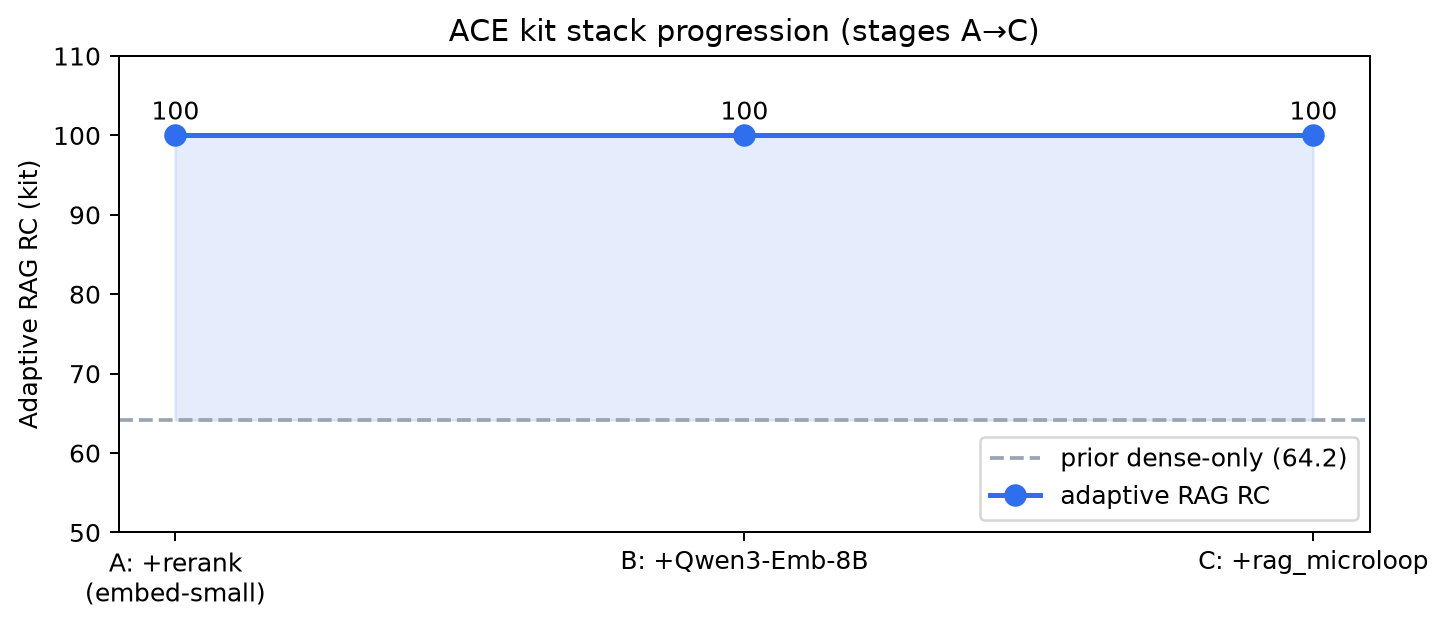 ACE kit stack progression (stages A→C)
Adaptive RAG RC (kit)
110
100
90
80
70
60
50
100
100
100
prior dense-only (64.2)
adaptive RAG RC
A: +rerank
(embed-small)
B: +Qwen3-Emb-8B
C: +rag_microloop